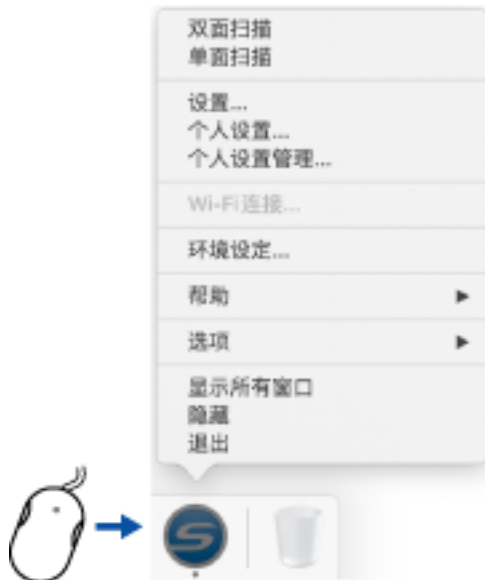 双面扫描
单面扫描
设置...
个人设置...
个人设置管理...
Wi-Fi连接...
环境设定...
帮助
选项
显示所有窗口
隐藏
退出
S